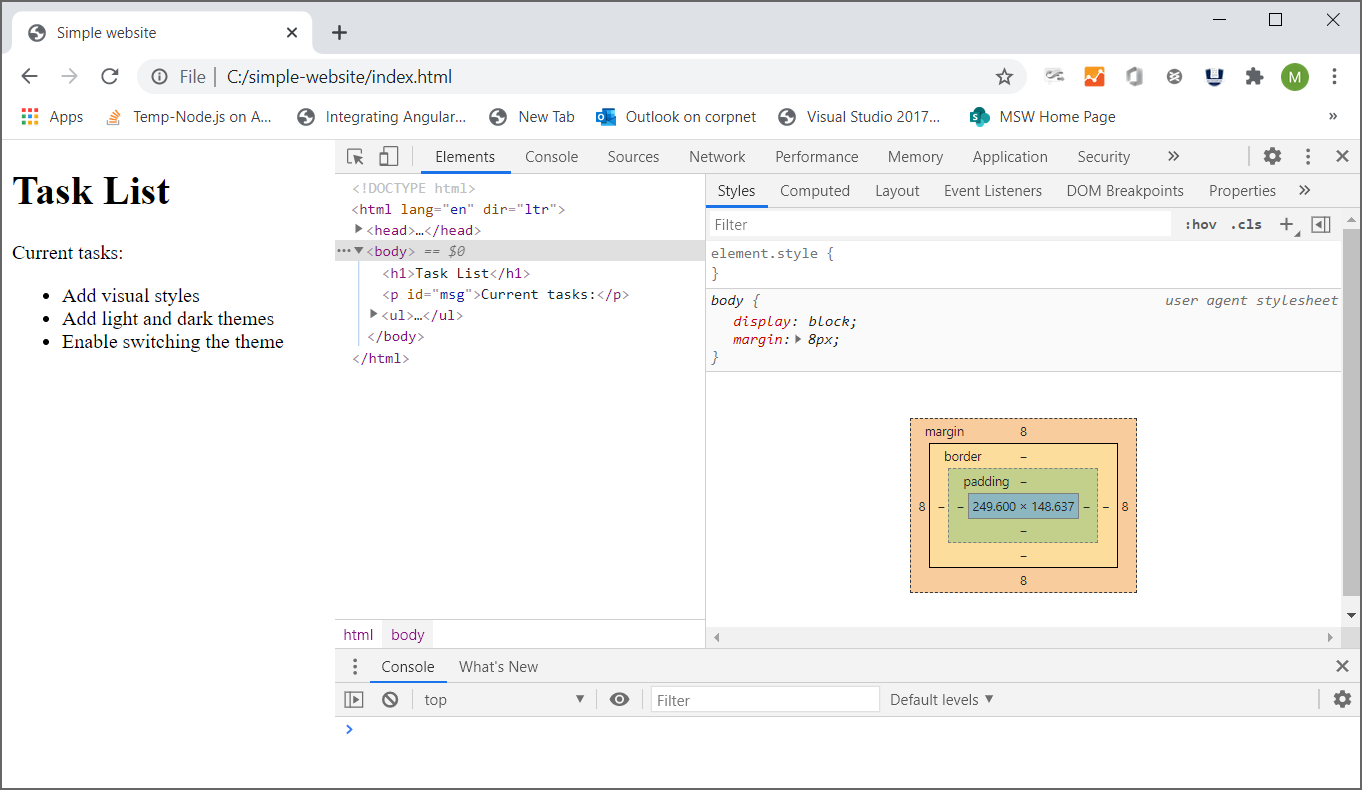 Simple website
File | C:/simple-website/index.html
M
Apps Temp-Node.js on A... Integrating Angular... New Tab Outlook on corpnet Visual Studio 2017... MSW Home Page »
Task List
Current tasks:
• Add visual styles
• Add light and dark themes
• Enable switching the theme
Elements Console Sources Network Performance Memory Application Security »
<!DOCTYPE html>
<html lang="en" dir="ltr">
<head>…</head>
<body> == $0
<h1>Task List</h1>
<p id="msg">Current tasks:</p>
<ul>…</ul>
</body>
</html>
html body
Styles Computed Layout Event Listeners DOM Breakpoints Properties »
Filter :hov .cls +
element.style {
}
body { user agent stylesheet
display: block;
margin: 8px;
}
margin 8
border –
padding –
8 – – 249.600 × 148.637 – – 8
–
–
8
Console What's New
top Filter Default levels
>